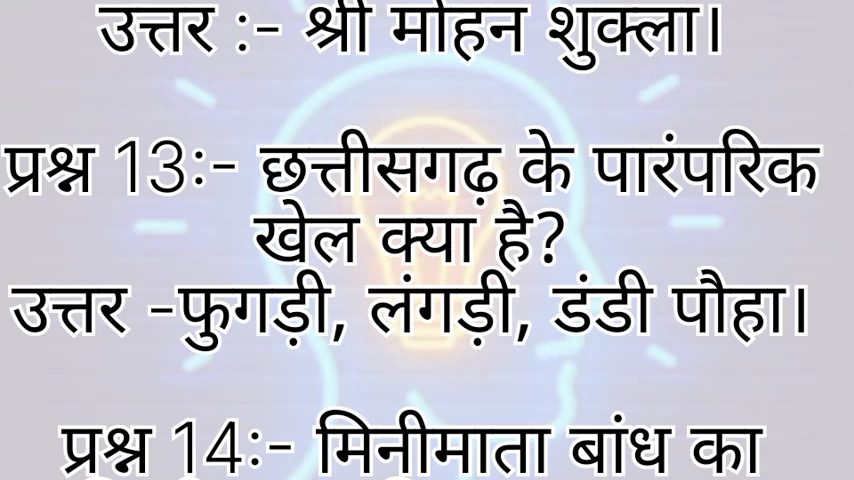 उत्तर :- श्री मोहन शुक्ला।
प्रश्न 13:- छत्तीसगढ़ के पारंपरिक
खेल क्या है?
उत्तर -फुगड़ी, लंगड़ी, डंडी पौहा।
प्रश्न 14:- मिनीमाता बांध का